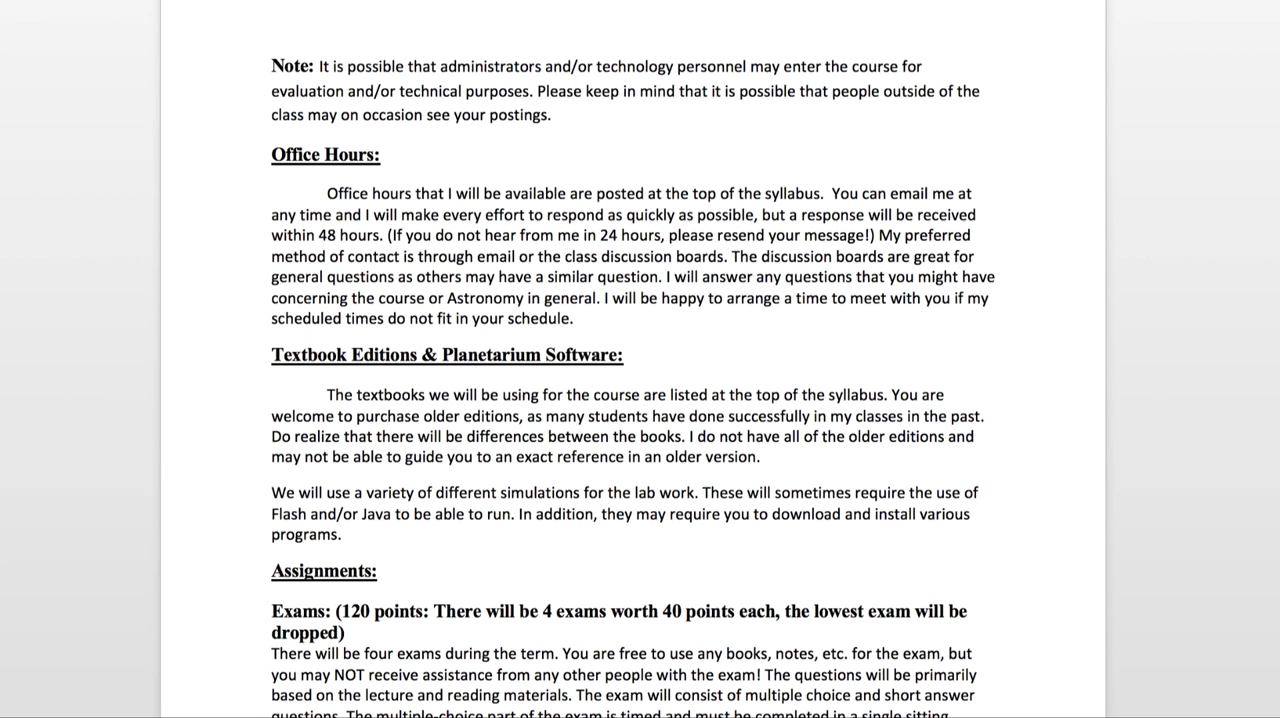 Note: It is possible that administrators and/or technology personnel may enter the course for
evaluation and/or technical purposes. Please keep in mind that it is possible that people outside of the
class may on occasion see your postings.
Office Hours:
Office hours that I will be available are posted at the top of the syllabus.  You can email me at
any time and I will make every effort to respond as quickly as possible, but a response will be received
within 48 hours. (If you do not hear from me in 24 hours, please resend your message!) My preferred
method of contact is through email or the class discussion boards. The discussion boards are great for
general questions as others may have a similar question. I will answer any questions that you might have
concerning the course or Astronomy in general. I will be happy to arrange a time to meet with you if my
scheduled times do not fit in your schedule.
Textbook Editions & Planetarium Software:
The textbooks we will be using for the course are listed at the top of the syllabus. You are
welcome to purchase older editions, as many students have done successfully in my classes in the past.
Do realize that there will be differences between the books. I do not have all of the older editions and
may not be able to guide you to an exact reference in an older version.
We will use a variety of different simulations for the lab work. These will sometimes require the use of
Flash and/or Java to be able to run. In addition, they may require you to download and install various
programs.
Assignments:
Exams: (120 points: There will be 4 exams worth 40 points each, the lowest exam will be
dropped)
There will be four exams during the term. You are free to use any books, notes, etc. for the exam, but
you may NOT receive assistance from any other people with the exam! The questions will be primarily
based on the lecture and reading materials. The exam will consist of multiple choice and short answer
questions. The multiple-choice part of the exam is timed and must be completed in a single sitting.